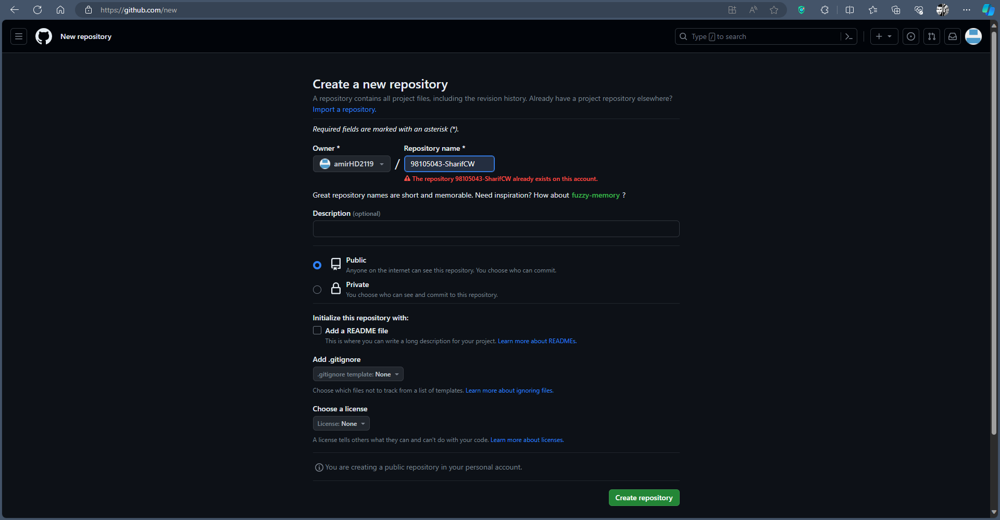 https://github.com/new
New repository
Type / to search
Create a new repository
A repository contains all project files, including the revision history. Already have a project repository elsewhere?
Import a repository.
Required fields are marked with an asterisk (*).
Owner * Repository name *
amirHD2119 / 98105043-SharifCW
The repository 98105043-SharifCW already exists on this account.
Great repository names are short and memorable. Need inspiration? How about fuzzy-memory ?
Description (optional)
Public
Anyone on the internet can see this repository. You choose who can commit.
Private
You choose who can see and commit to this repository.
Initialize this repository with:
Add a README file
This is where you can write a long description for your project. Learn more about READMEs.
Add .gitignore
.gitignore template: None
Choose which files not to track from a list of templates. Learn more about ignoring files.
Choose a license
License: None
A license tells others what they can and can't do with your code. Learn more about licenses.
You are creating a public repository in your personal account.
Create repository